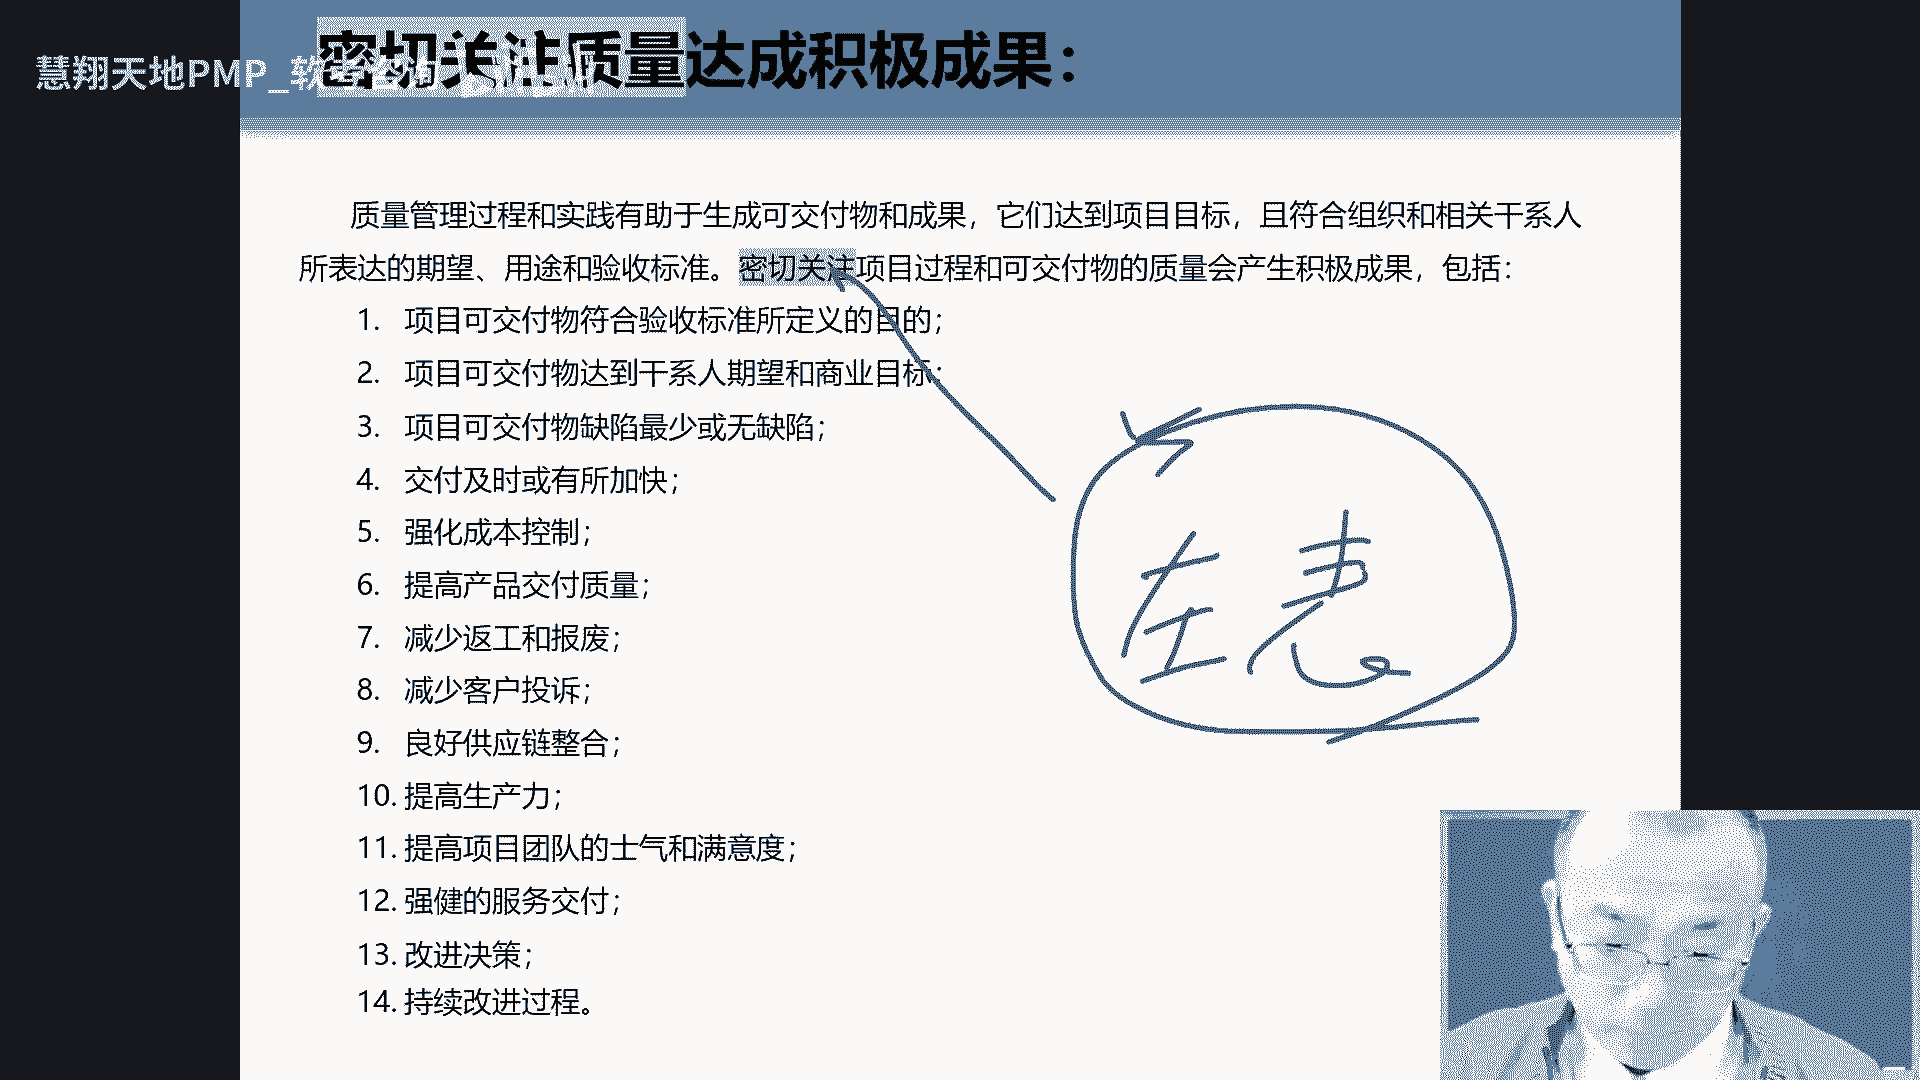 密切关注质量达成积极成果：
慧翔天地PMP_软考咨询
质量管理过程和实践有助于生成可交付物和成果，它们达到项目目标，且符合组织和相关干系人
所表达的期望、用途和验收标准。密切关注项目过程和可交付物的质量会产生积极成果，包括：
1. 项目可交付物符合验收标准所定义的目的；
2. 项目可交付物达到干系人期望和商业目标；
3. 项目可交付物缺陷最少或无缺陷；
4. 交付及时或有所加快；
5. 强化成本控制；
6. 提高产品交付质量；
7. 减少返工和报废；
8. 减少客户投诉；
9. 良好供应链整合；
10. 提高生产力；
11. 提高项目团队的士气和满意度；
12. 强健的服务交付；
13. 改进决策；
14. 持续改进过程。
在意